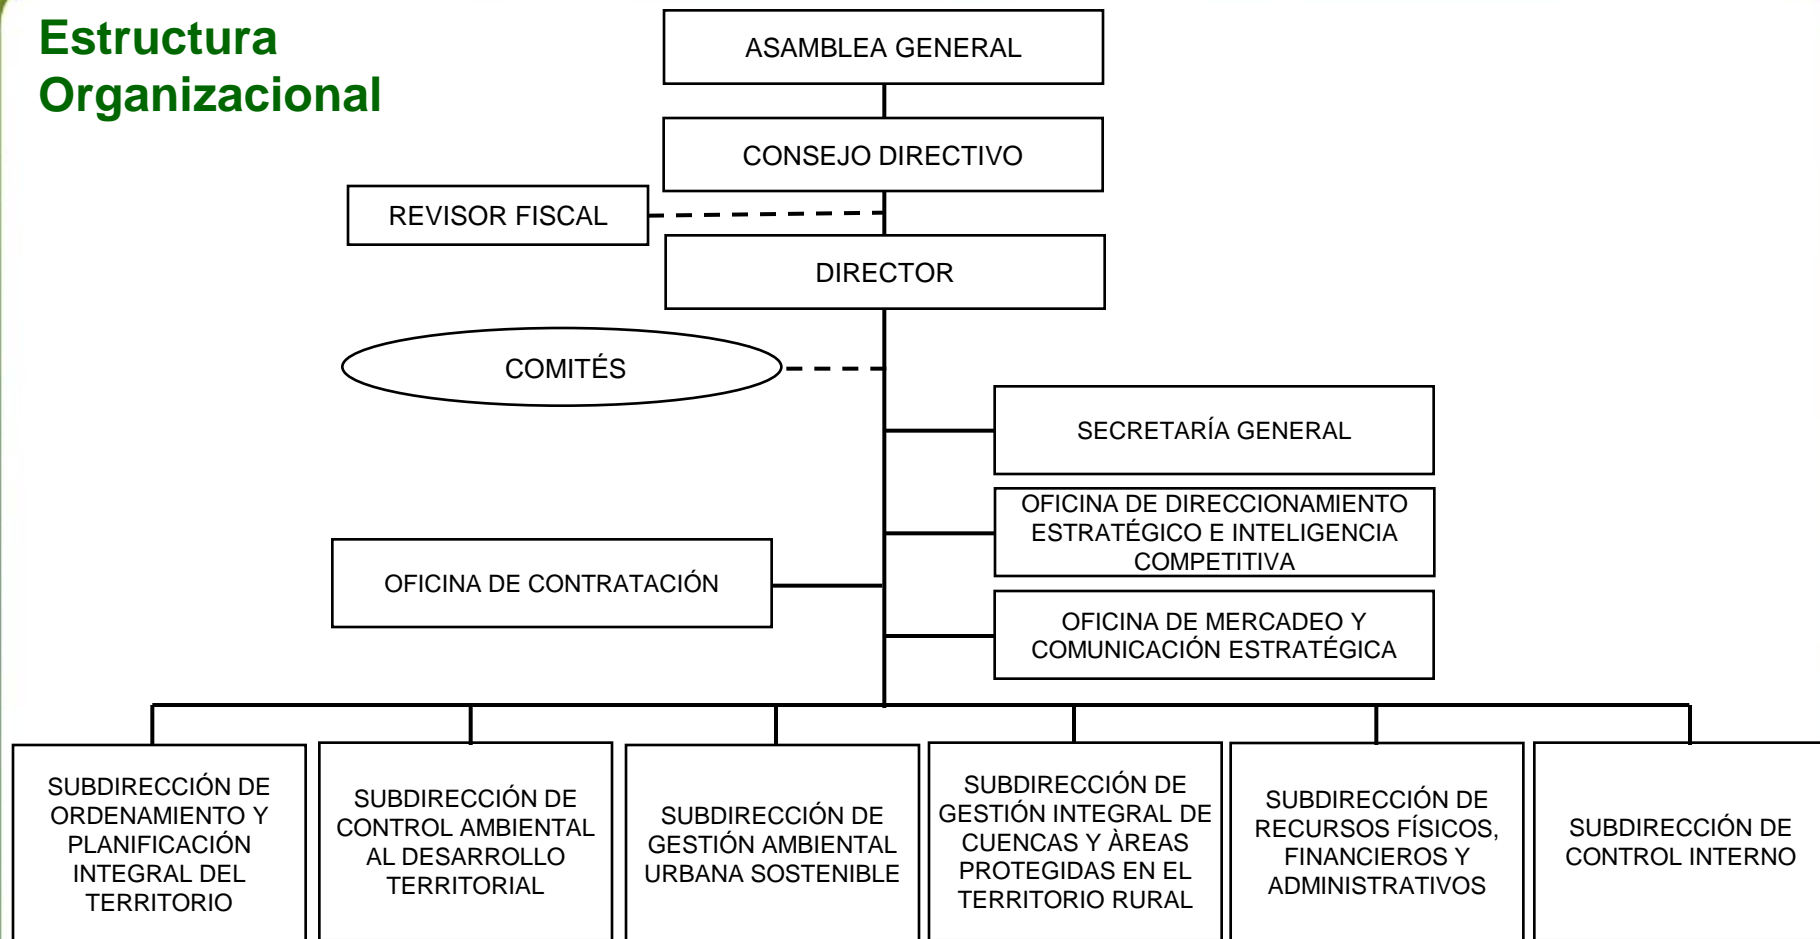 Estructura
Organizacional
ASAMBLEA GENERAL
CONSEJO DIRECTIVO
REVISOR FISCAL
DIRECTOR
COMITÉS
SECRETARÍA GENERAL
OFICINA DE DIRECCIONAMIENTO
ESTRATÉGICO E INTELIGENCIA
COMPETITIVA
OFICINA DE CONTRATACIÓN
OFICINA DE MERCADEO Y
COMUNICACIÓN ESTRATÉGICA
SUBDIRECCIÓN DE
ORDENAMIENTO Y
PLANIFICACIÓN
INTEGRAL DEL
TERRITORIO
SUBDIRECCIÓN DE
CONTROL AMBIENTAL
AL DESARROLLO
TERRITORIAL
SUBDIRECCIÓN DE
GESTIÓN AMBIENTAL
URBANA SOSTENIBLE
SUBDIRECCIÓN DE
GESTIÓN INTEGRAL DE
CUENCAS Y ÀREAS
PROTEGIDAS EN EL
TERRITORIO RURAL
SUBDIRECCIÓN DE
RECURSOS FÍSICOS,
FINANCIEROS Y
ADMINISTRATIVOS
SUBDIRECCIÓN DE
CONTROL INTERNO